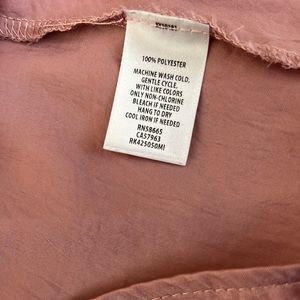 100% POLYESTER
MACHINE WASH COLD,
GENTLE CYCLE,
WITH LIKE COLORS
ONLY NON-CHLORINE
BLEACH IF NEEDED
HANG TO DRY
COOL IRON IF NEEDED
RN58665
CA57963
RK425050MI